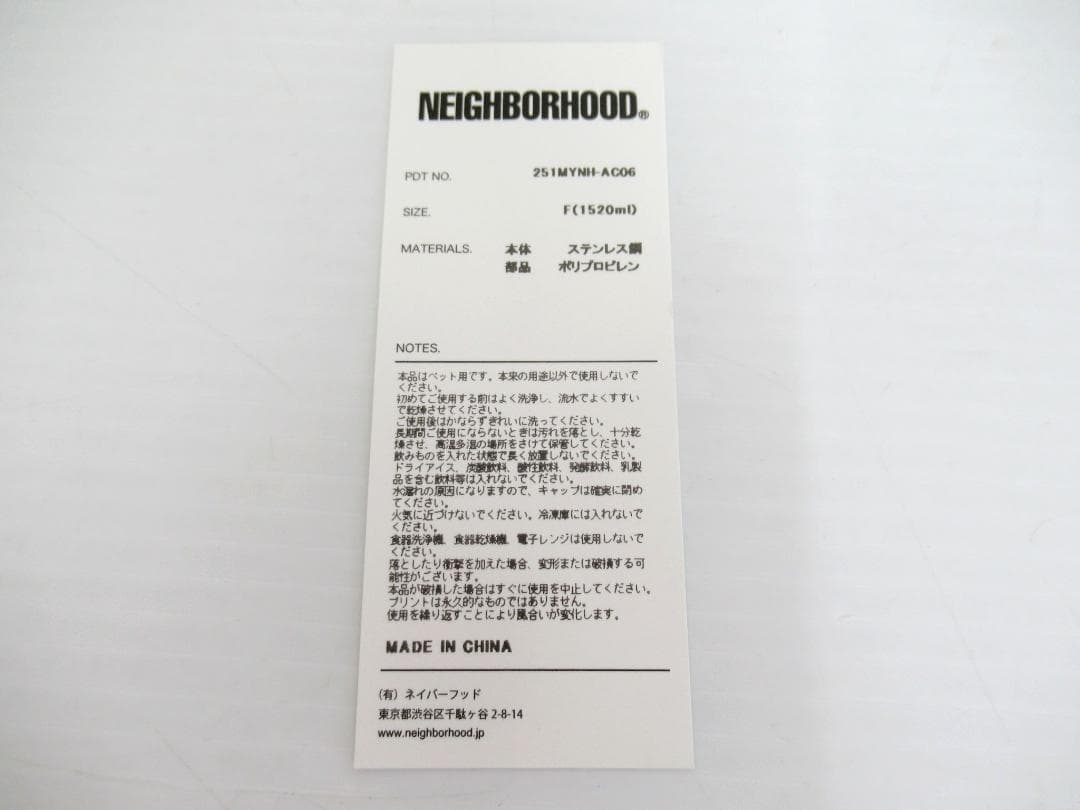 NEIGHBORHOOD®
PDT NO. 251MYNH-AC06
SIZE. F(1520ml)
MATERIALS. 本体 ステンレス鋼
部品 ポリプロピレン
NOTES.
本品はペット用です。本来の用途以外で使用しないで
ください。
初めてご使用する前はよく洗浄し、流水でよくすすい
で乾燥させてください。
ご使用後はかならずきれいに洗ってください。
長期間ご使用にならないときは汚れを落とし、十分乾
燥させ、高温多湿の場所をさけて保管してください。
飲みものを入れた状態で長く放置しないでください。
ドライアイス、炭酸飲料、酸性飲料、発酵飲料、乳製
品を含む飲料等は入れないでください。
水漏れの原因になりますので、キャップは確実に閉め
てください。
火気に近づけないでください。冷凍庫には入れないで
ください。
食器洗浄機、食器乾燥機、電子レンジは使用しないで
ください。
落としたり衝撃を加えた場合、変形または破損する可
能性がございます。
本品が破損した場合はすぐに使用を中止してください。
プリントは永久的なものではありません。
使用を繰り返すことにより風合いが変化します。
MADE IN CHINA
(有) ネイバーフッド
東京都渋谷区千駄ヶ谷 2-8-14
www.neighborhood.jp